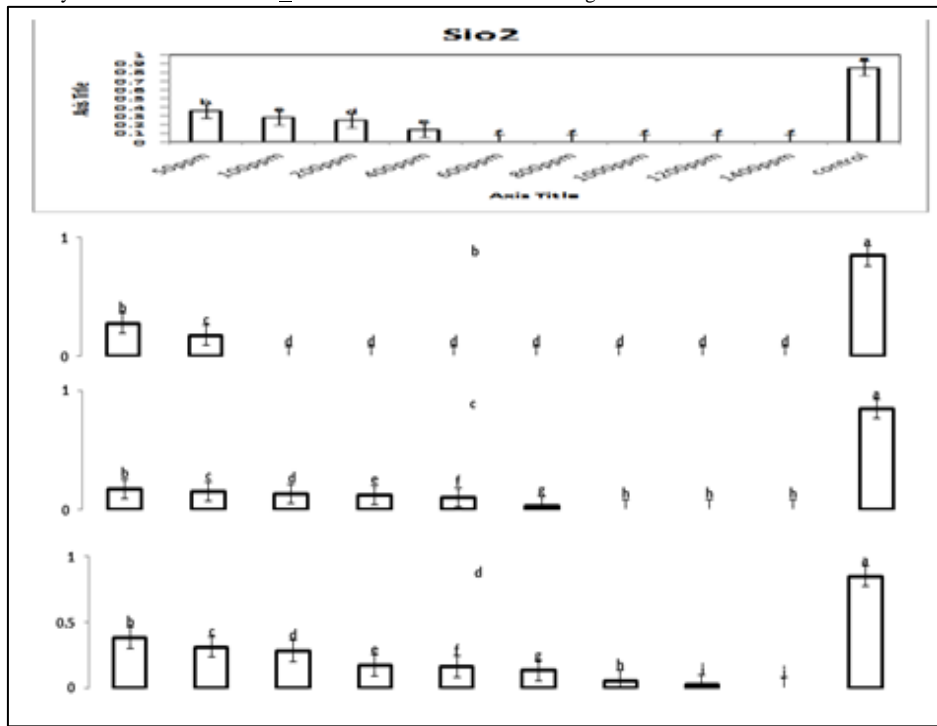 Sio2
Axis Title
b c d e f f f f f a
50ppm 100ppm 200ppm 400ppm 600ppm 800ppm 1000ppm 1200ppm 1400ppm control
Axis Title
1
b
a
b
c
d d d d d d d
0
1
c
a
b c d e f g h h h
0
1
d
a
0.5
b c d e f g h i j
0